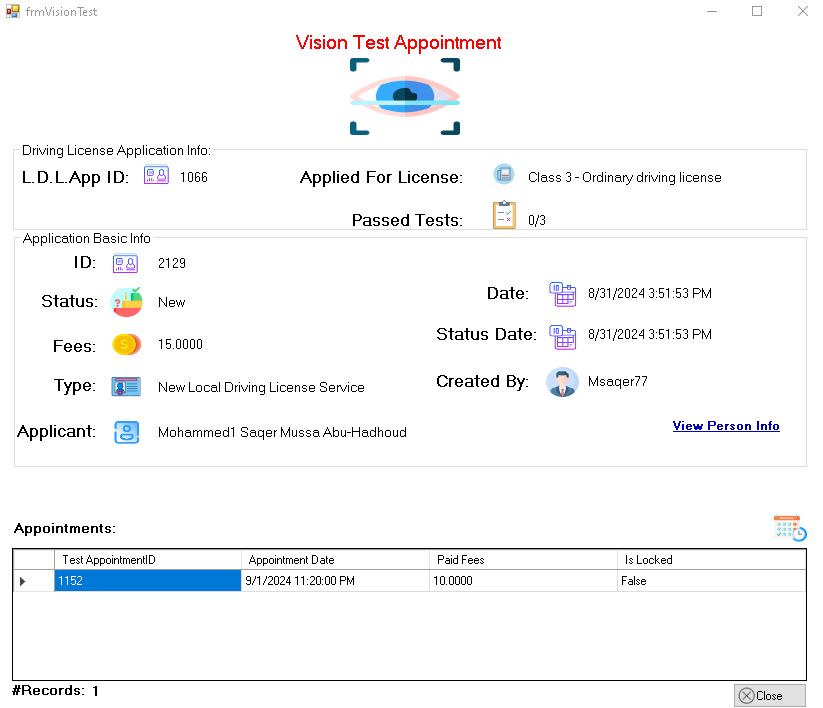 frmVisionTest
Vision Test Appointment
Driving License Application Info:
L.D.L.App ID: 1066 Applied For License: Class 3 - Ordinary driving license
Passed Tests: 0/3
Application Basic Info
ID: 2129
Date: 8/31/2024 3:51:53 PM
Status: New
Status Date: 8/31/2024 3:51:53 PM
Fees: 15.0000
Type: New Local Driving License Service
Created By: Msaqer77
Applicant: Mohammed1 Saqer Mussa Abu-Hadhoud
View Person Info
Appointments:
Test AppointmentID Appointment Date Paid Fees Is Locked
1152 9/1/2024 11:20:00 PM 10.0000 False
#Records: 1
Close